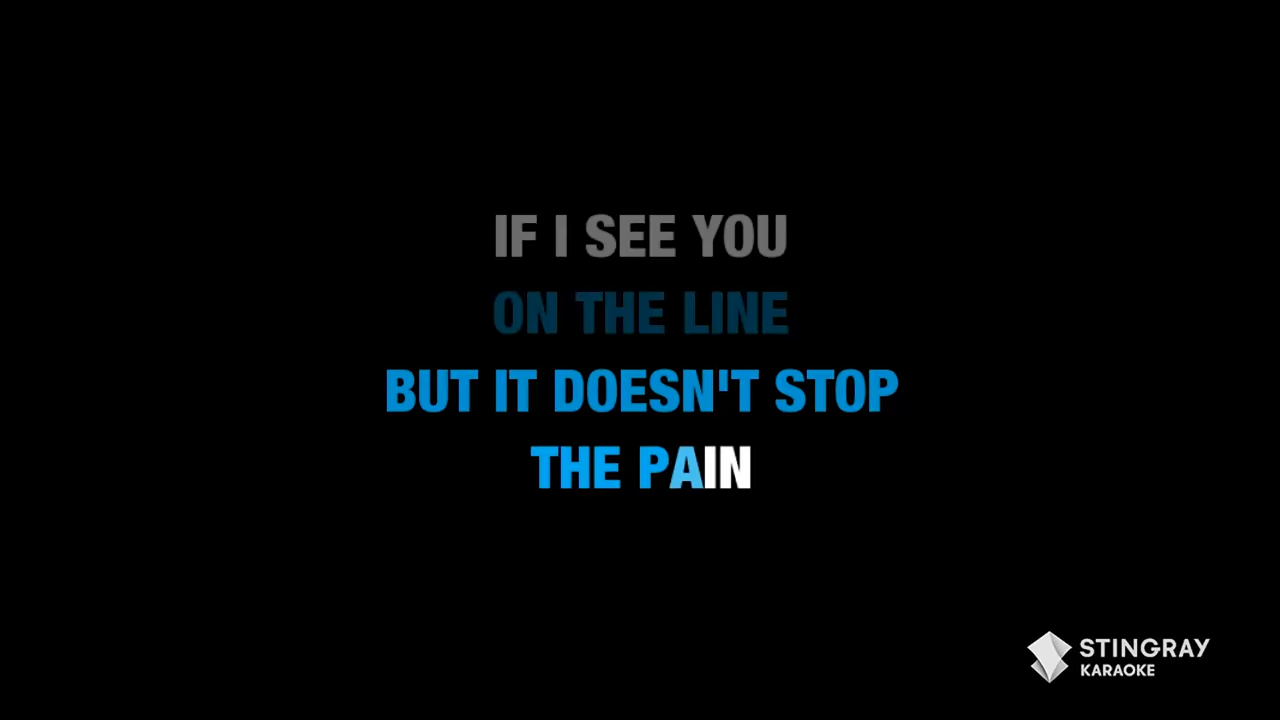 IF I SEE YOU
ON THE LINE
BUT IT DOESN'T STOP
THE PAIN
STINGRAY
KARAOKE